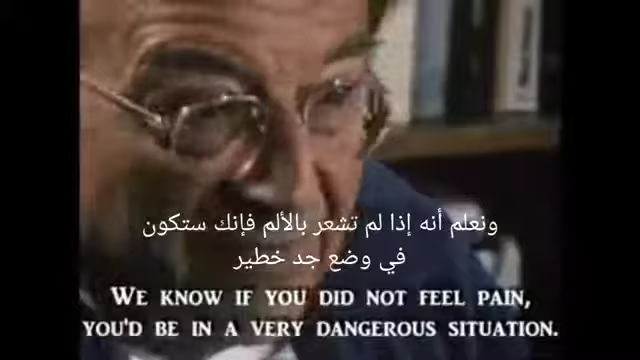 ونعلم أنه إذا لم تشعر بالألم فإنك ستكون
في وضع جد خطير
WE KNOW IF YOU DID NOT FEEL PAIN,
YOU'D BE IN A VERY DANGEROUS SITUATION.